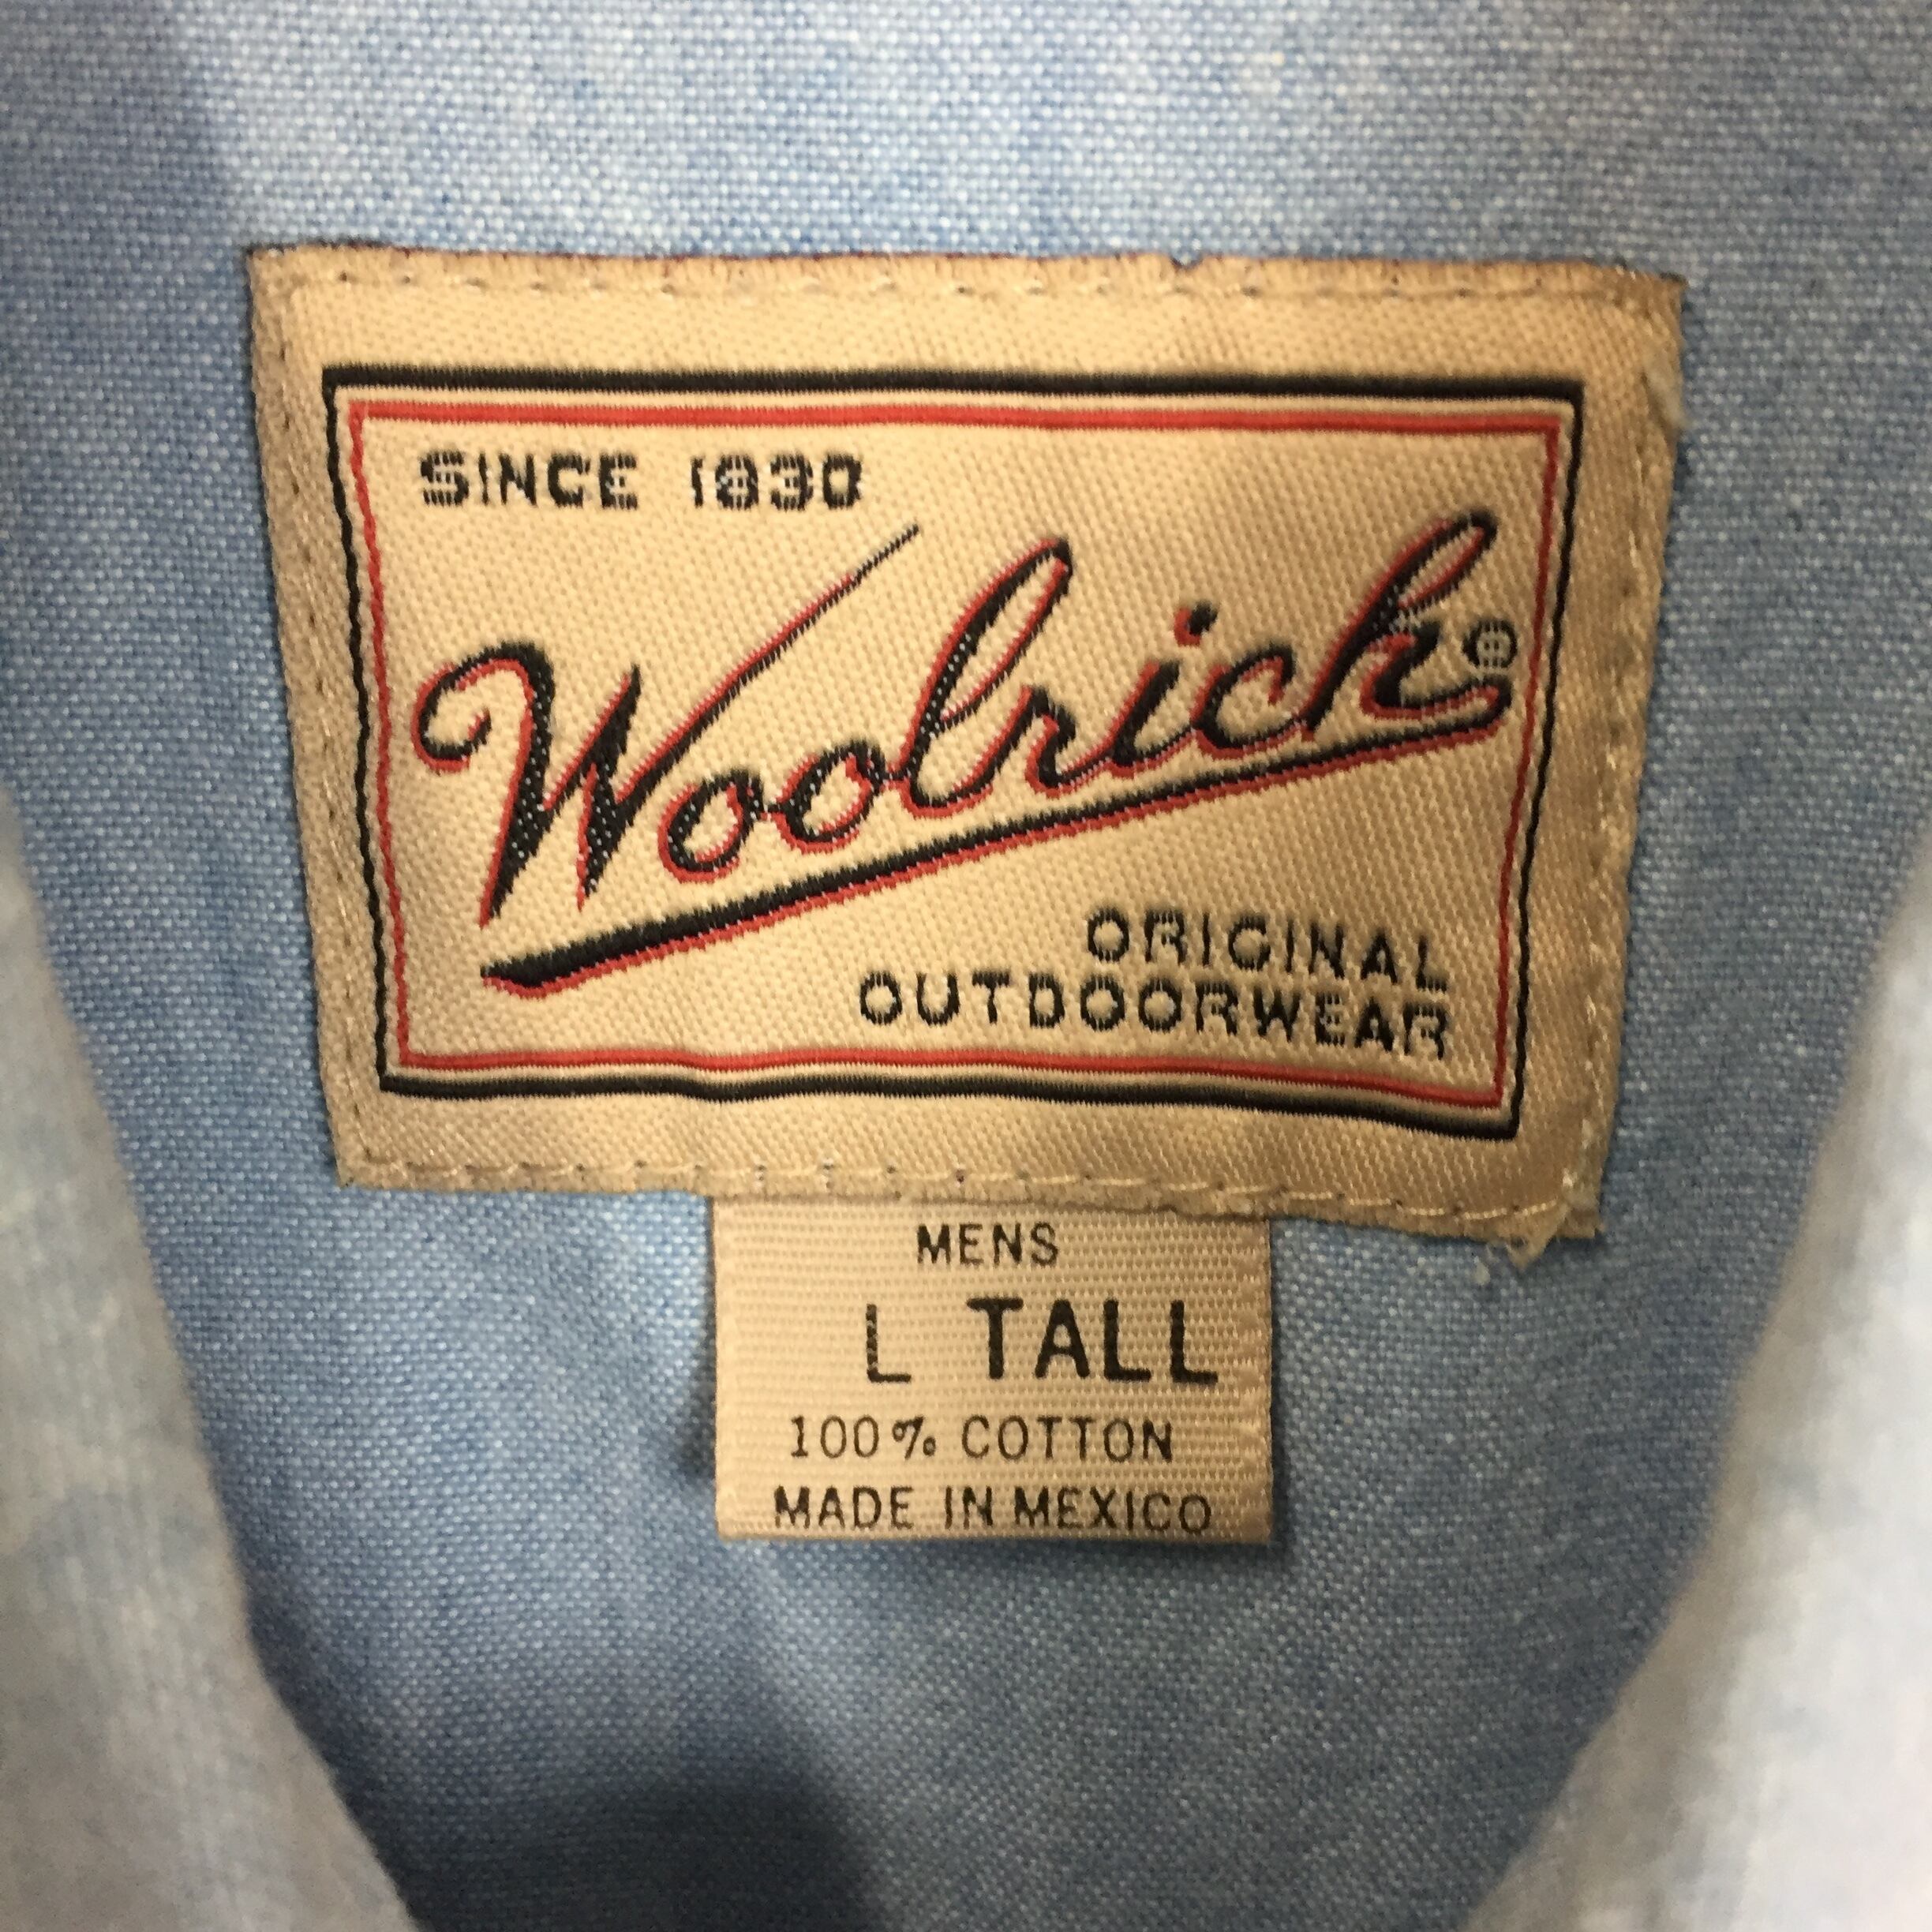 SINCE 1830
Woolrich®
ORIGINAL
OUTDOORWEAR
MENS
L TALL
100% COTTON
MADE IN MEXICO